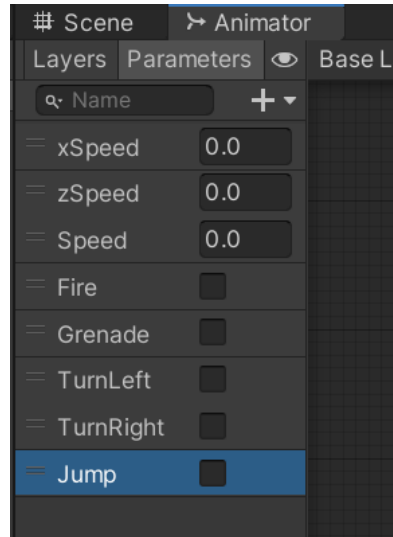 Scene Animator
Layers Parameters Base L
Name
xSpeed 0.0
zSpeed 0.0
Speed 0.0
Fire
Grenade
TurnLeft
TurnRight
Jump